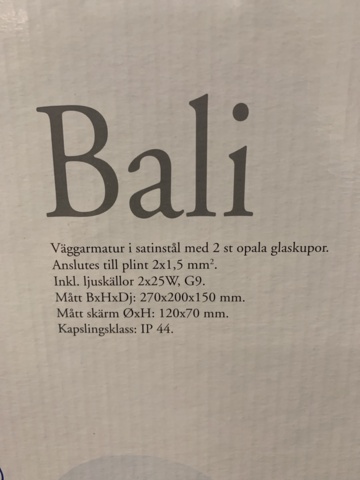 Bali
Väggarmatur i satinstål med 2 st opala glaskupor.
Anslutes till plint 2x1,5 mm².
Inkl. ljuskällor 2x25W, G9.
Mått BxHxDj: 270x200x150 mm.
Mått skärm ØxH: 120x70 mm.
Kapslingsklass: IP 44.